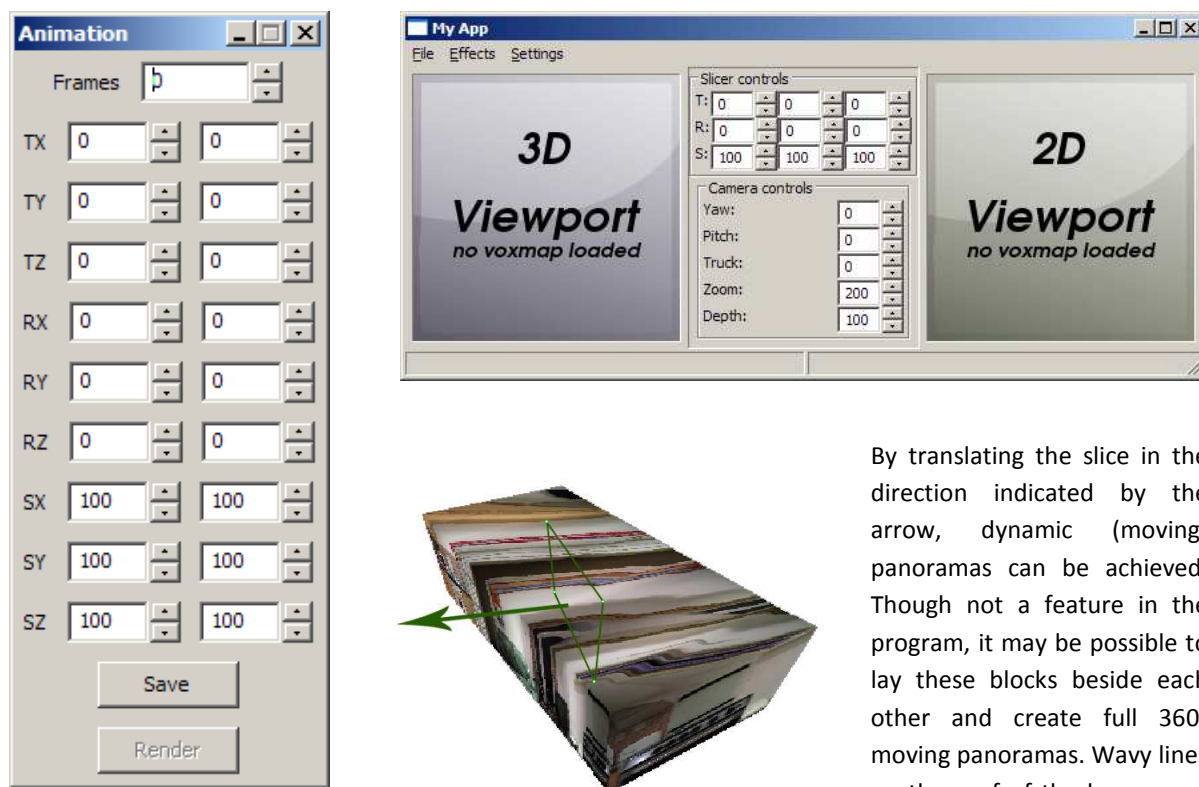 Animation
Frames 0
TX 0 0
TY 0 0
TZ 0 0
RX 0 0
RY 0 0
RZ 0 0
SX 100 100
SY 100 100
SZ 100 100
Save
Render
My App
File Effects Settings
3D
Viewport
no voxmap loaded
Slicer controls
T: 0 0 0
R: 0 0 0
S: 100 100 100
Camera controls
Yaw: 0
Pitch: 0
Truck: 0
Zoom: 200
Depth: 100
2D
Viewport
no voxmap loaded
By translating the slice in the
direction indicated by the
arrow, dynamic (moving
panoramas can be achieved
Though not a feature in the
program, it may be possible to
lay these blocks beside each
other and create full 360
moving panoramas. Wavy line